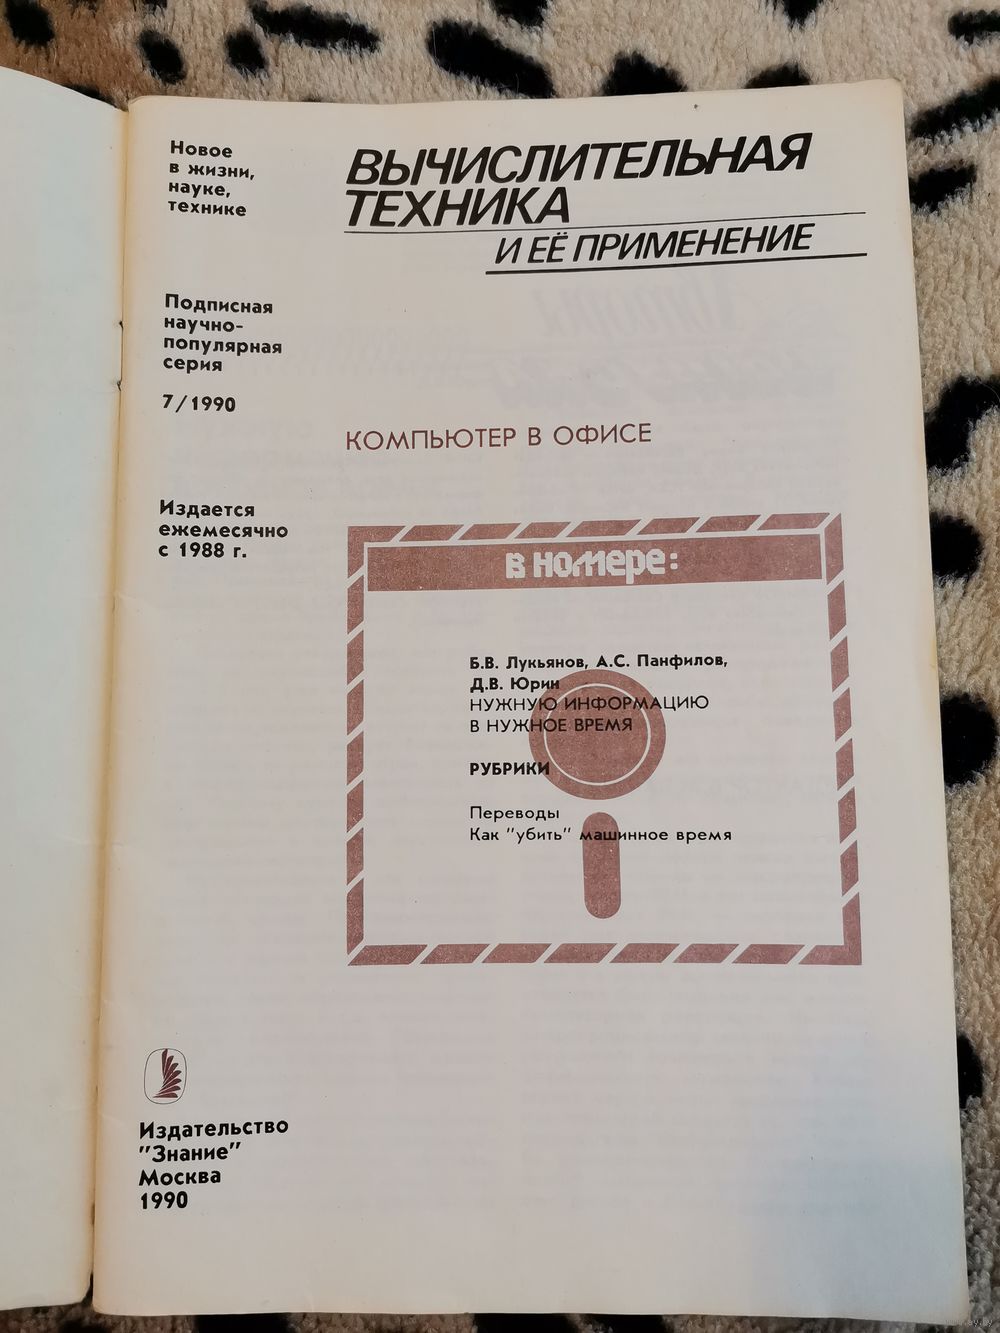 Новое
в жизни,
науке,
технике
ВЫЧИСЛИТЕЛЬНАЯ
ТЕХНИКА
И ЕЁ ПРИМЕНЕНИЕ
Подписная
научно-
популярная
серия
7/1990
КОМПЬЮТЕР В ОФИСЕ
Издается
ежемесячно
с 1988 г.
в номере:
Б.В. Лукьянов, А.С. Панфилов,
Д.В. Юрин
НУЖНУЮ ИНФОРМАЦИЮ
В НУЖНОЕ ВРЕМЯ
РУБРИКИ
Переводы
Как "убить" машинное время
Издательство
"Знание"
Москва
1990